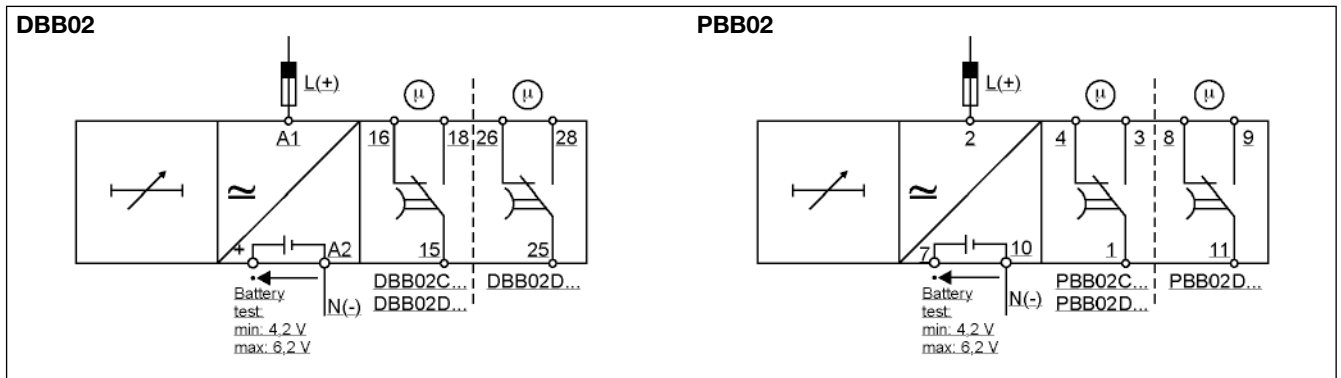 DBB02
L(+)
μ
μ
A1
16
18
26
28
≃
+
A2
15
25
Battery
test:
min: 4,2 V
max: 6,2 V
N(-)
DBB02C...
DBB02D...
DBB02D...
PBB02
L(+)
μ
μ
2
4
3
8
9
≃
7
10
1
11
Battery
test:
min: 4,2 V
max: 6,2 V
N(-)
PBB02C...
PBB02D...
PBB02D...